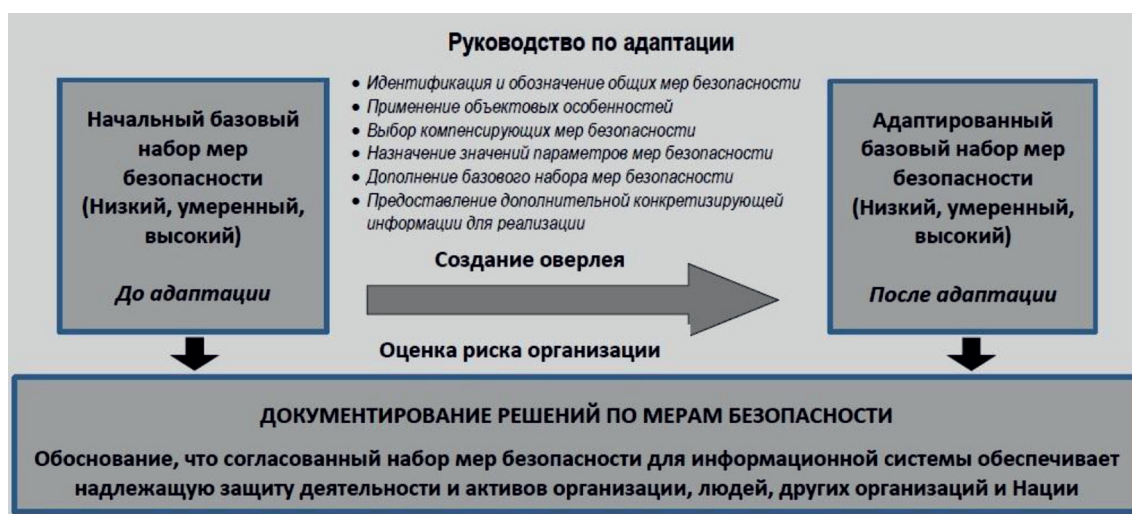 Руководство по адаптации
Начальный базовый
набор мер
безопасности
(Низкий, умеренный,
высокий)
До адаптации
• Идентификация и обозначение общих мер безопасности
• Применение объектовых особенностей
• Выбор компенсирующих мер безопасности
• Назначение значений параметров мер безопасности
• Дополнение базового набора мер безопасности
• Предоставление дополнительной конкретизирующей
информации для реализации
Создание оверлея
Оценка риска организации
Адаптированный
базовый набор мер
безопасности
(Низкий, умеренный,
высокий)
После адаптации
ДОКУМЕНТИРОВАНИЕ РЕШЕНИЙ ПО МЕРАМ БЕЗОПАСНОСТИ
Обоснование, что согласованный набор мер безопасности для информационной системы обеспечивает
надлежащую защиту деятельности и активов организации, людей, других организаций и Нации